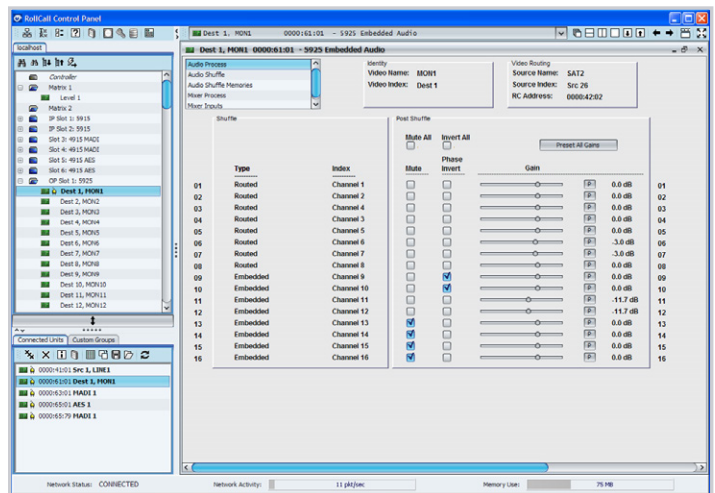 RollCall Control Panel
Dest 1, MON1 0000:61:01 - 5925 Embedded Audio
localhost
Dest 1, MON1 0000:61:01 - 5925 Embedded Audio
Controller
Matrix 1
Level 1
Matrix 2
IP Slot 1: 5915
IP Slot 2: 5915
Slot 3: 4915 MADI
Slot 4: 4915 MADI
Slot 5: 4915 AES
Slot 6: 4915 AES
OP Slot 1: 5925
Dest 1, MON1
Dest 2, MON2
Dest 3, MON3
Dest 4, MON4
Dest 5, MON5
Dest 6, MON6
Dest 7, MON7
Dest 8, MON8
Dest 9, MON9
Dest 10, MON10
Dest 11, MON11
Dest 12, MON12
Connected Units Custom Groups
0000:41:01 Src 1, LINE1
0000:61:01 Dest 1, MON1
0000:63:01 MADI 1
0000:65:01 AES 1
0000:65:79 MADI 1
Audio Process
Audio Shuffle
Audio Shuffle Memories
Mixer Process
Mixer Inputs
Identity
Video Name: MON1
Video Index: Dest 1
Video Routing
Source Name: SAT2
Source Index: Src 26
RC Address: 0000:42:02
Shuffle
Post Shuffle
Mute All Invert All
Preset All Gains
Type Index Mute Phase Invert Gain
01 Routed Channel 1 P 0.0 dB 01
02 Routed Channel 2 P 0.0 dB 02
03 Routed Channel 4 P 0.0 dB 03
04 Routed Channel 3 P 0.0 dB 04
05 Routed Channel 5 P 0.0 dB 05
06 Routed Channel 6 P -3.0 dB 06
07 Routed Channel 7 P -3.0 dB 07
08 Routed Channel 8 P 0.0 dB 08
09 Embedded Channel 9 P 0.0 dB 09
10 Embedded Channel 10 P 0.0 dB 10
11 Embedded Channel 11 P -11.7 dB 11
12 Embedded Channel 12 P -11.7 dB 12
13 Embedded Channel 13 P 0.0 dB 13
14 Embedded Channel 14 P 0.0 dB 14
15 Embedded Channel 15 P 0.0 dB 15
16 Embedded Channel 16 P 0.0 dB 16
Network Status: CONNECTED
Network Activity: 11 pkt/sec
Memory Use: 75 MB